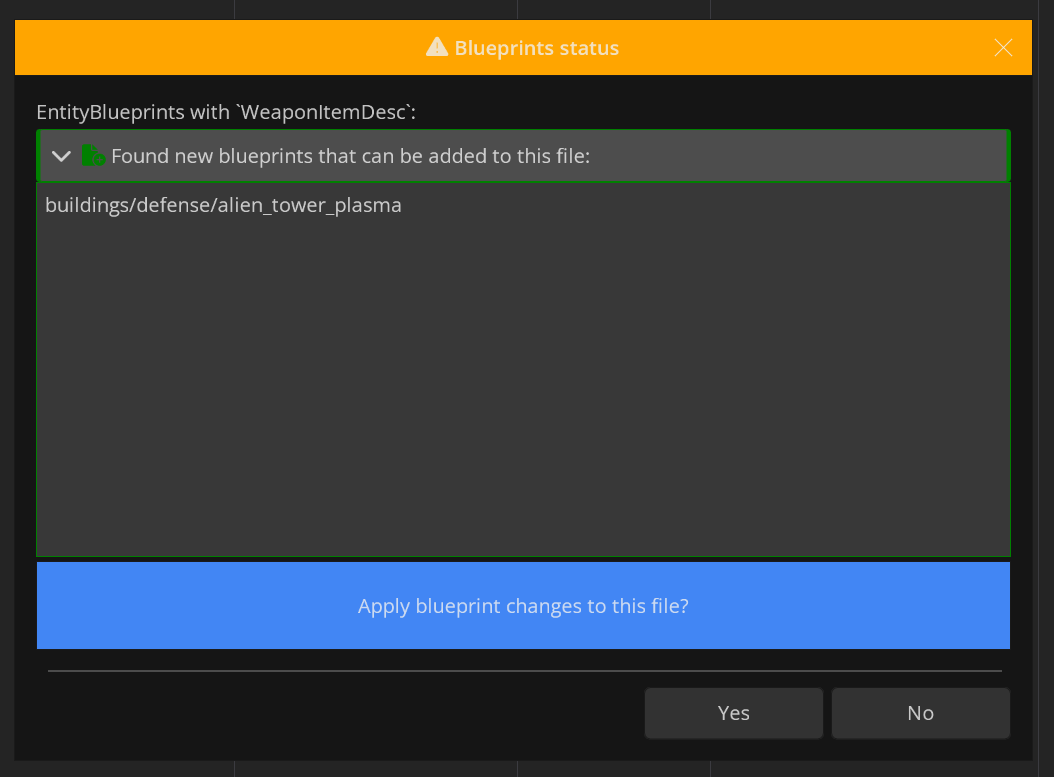 Blueprints status
EntityBlueprints with `WeaponItemDesc`:
Found new blueprints that can be added to this file:
buildings/defense/alien_tower_plasma
Apply blueprint changes to this file?
Yes
No